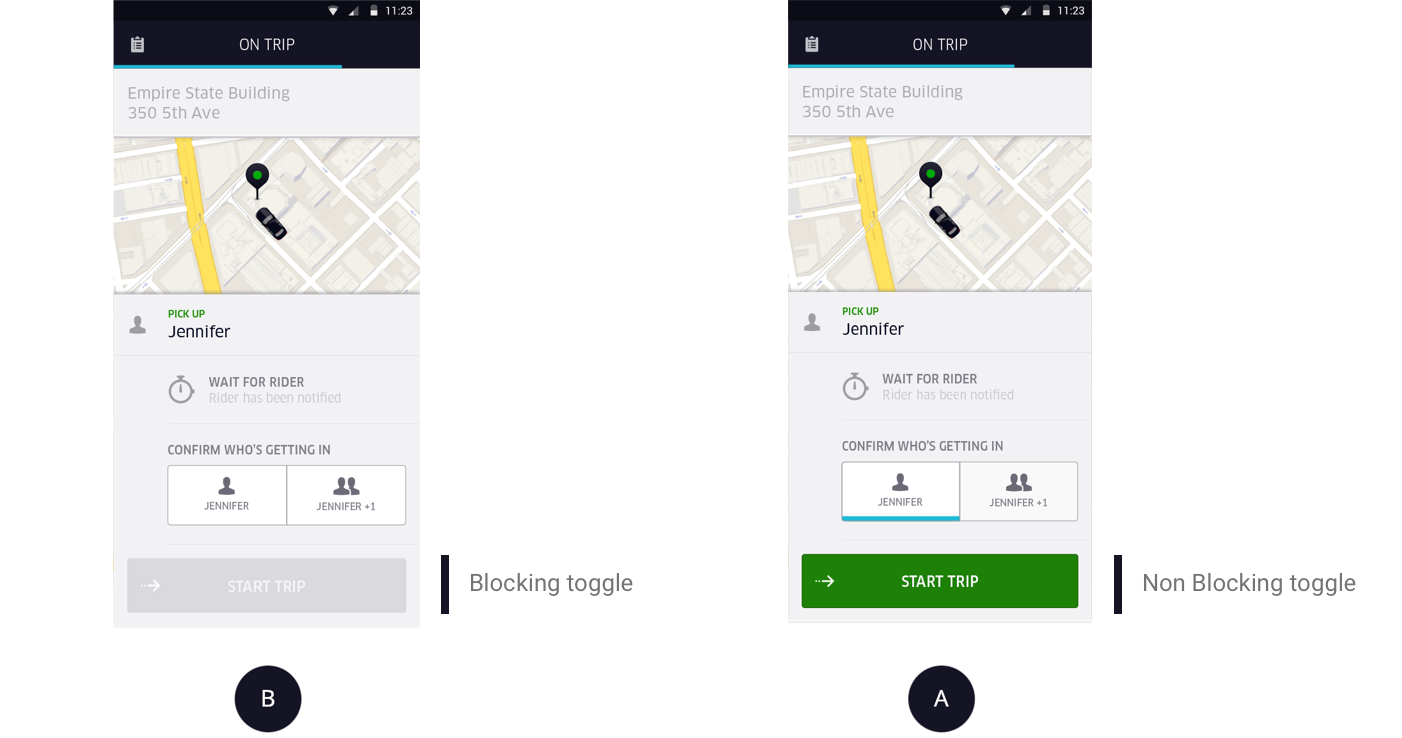 11:23
ON TRIP
Empire State Building
350 5th Ave
PICK UP
Jennifer
WAIT FOR RIDER
Rider has been notified
CONFIRM WHO'S GETTING IN
JENNIFER
JENNIFER +1
START TRIP
Blocking toggle
B
11:23
ON TRIP
Empire State Building
350 5th Ave
PICK UP
Jennifer
WAIT FOR RIDER
Rider has been notified
CONFIRM WHO'S GETTING IN
JENNIFER
JENNIFER +1
START TRIP
Non Blocking toggle
A